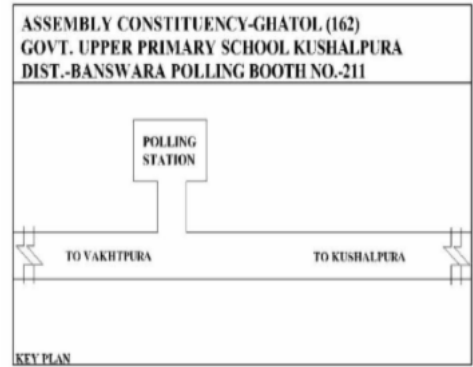 ASSEMBLY CONSTITUENCY-GHATOL (162)
GOVT. UPPER PRIMARY SCHOOL KUSHALPURA
DIST.-BANSWARA POLLING BOOTH NO.-211
POLLING
STATION
TO VAKHTPURA
TO KUSHALPURA
KEY PLAN